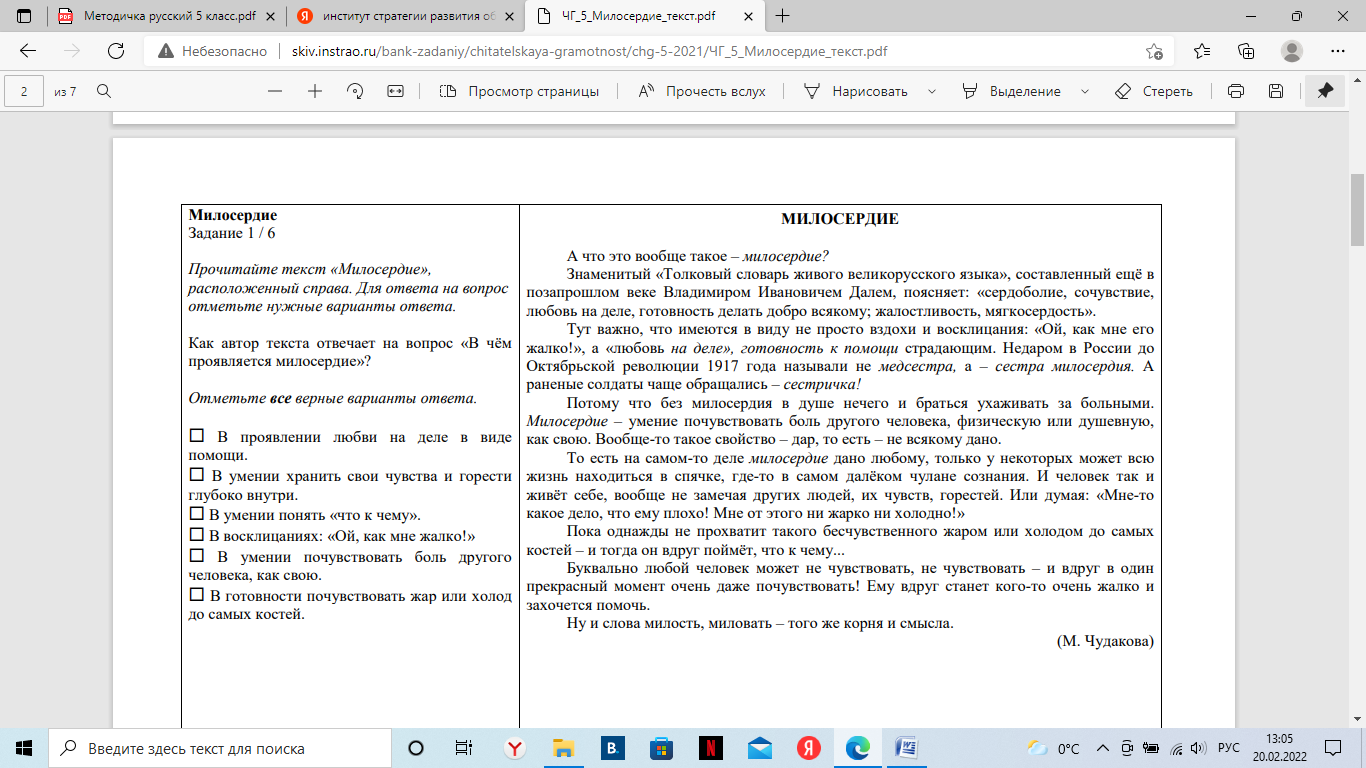 Методичка русский 5 класс.pdf
институт стратегии развития об
ЧГ_5_Милосердие_текст.pdf
Небезопасно
skiv.instrao.ru/bank-zadaniy/chitatelskaya-gramotnost/chg-5-2021/ЧГ_5_Милосердие_текст.pdf
2 из 7
Просмотр страницы
Прочесть вслух
Нарисовать
Выделение
Стереть
Милосердие
Задание 1 / 6
Прочитайте текст «Милосердие»,
расположенный справа. Для ответа на вопрос
отметьте нужные варианты ответа.
Как автор текста отвечает на вопрос «В чём
проявляется милосердие»?
Отметьте все верные варианты ответа.
В проявлении любви на деле в виде
помощи.
В умении хранить свои чувства и горести
глубоко внутри.
В умении понять «что к чему».
В восклицаниях: «Ой, как мне жалко!»
В умении почувствовать боль другого
человека, как свою.
В готовности почувствовать жар или холод
до самых костей.
МИЛОСЕРДИЕ
А что это вообще такое – милосердие?
Знаменитый «Толковый словарь живого великорусского языка», составленный ещё в
позапрошлом веке Владимиром Ивановичем Далем, поясняет: «сердоболие, сочувствие,
любовь на деле, готовность делать добро всякому; жалостливость, мягкосердость».
Тут важно, что имеются в виду не просто вздохи и восклицания: «Ой, как мне его
жалко!», а «любовь на деле», готовность к помощи страдающим. Недаром в России до
Октябрьской революции 1917 года называли не медсестра, а – сестра милосердия. А
раненые солдаты чаще обращались – сестричка!
Потому что без милосердия в душе нечего и браться ухаживать за больными.
Милосердие – умение почувствовать боль другого человека, физическую или душевную,
как свою. Вообще-то такое свойство – дар, то есть – не всякому дано.
То есть на самом-то деле милосердие дано любому, только у некоторых может всю
жизнь находиться в спячке, где-то в самом далёком чулане сознания. И человек так и
живёт себе, вообще не замечая других людей, их чувств, горестей. Или думая: «Мне-то
какое дело, что ему плохо! Мне от этого ни жарко ни холодно!»
Пока однажды не прохватит такого бесчувственного жаром или холодом до самых
костей – и тогда он вдруг поймёт, что к чему...
Буквально любой человек может не чувствовать, не чувствовать – и вдруг в один
прекрасный момент очень даже почувствовать! Ему вдруг станет кого-то очень жалко и
захочется помочь.
Ну и слова милость, миловать – того же корня и смысла.
(М. Чудакова)
Введите здесь текст для поиска
0°C
РУС
13:05
20.02.2022